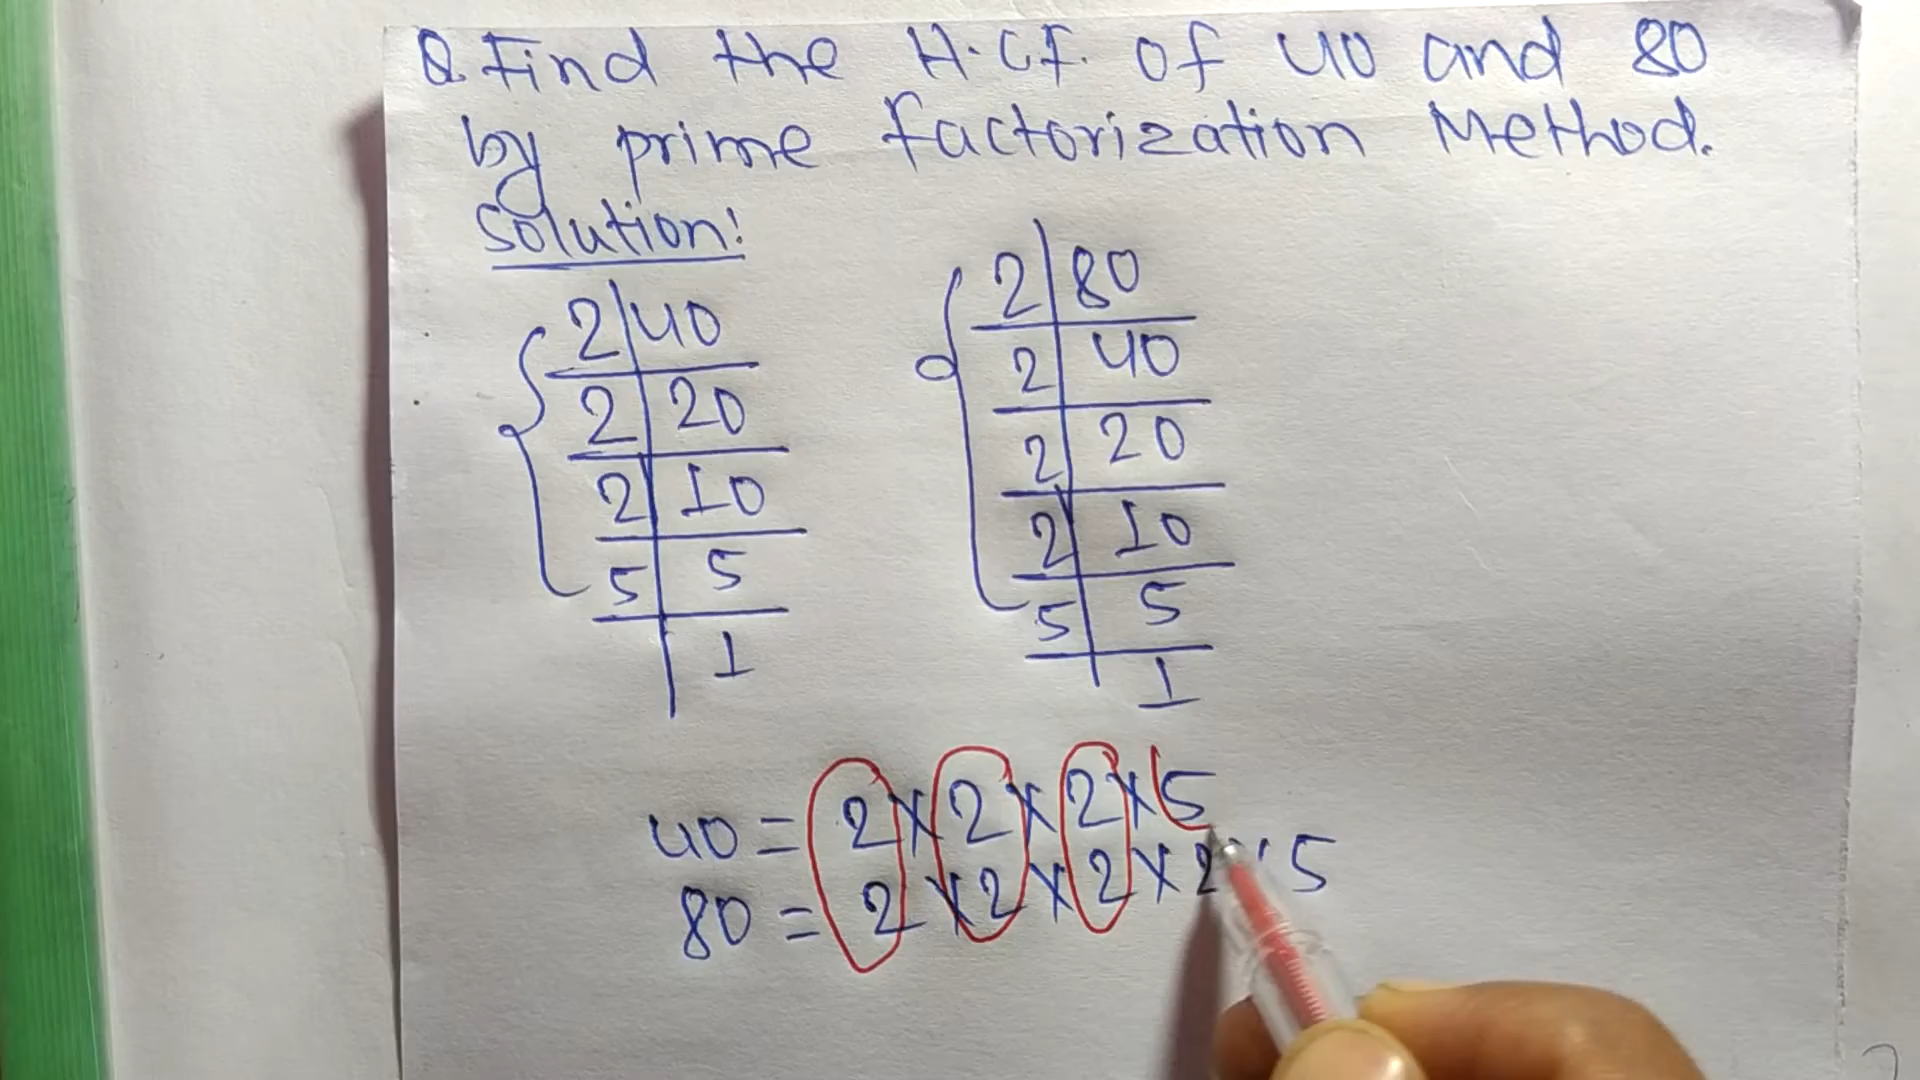 Q. Find the H.C.F. of 40 and 80
by prime factorization Method.
Solution:
2 40
2 20
2 10
5 5
1
2 80
2 40
2 20
2 10
5 5
1
40 = 2 × 2 × 2 × 5
80 = 2 × 2 × 2 × 2 × 5